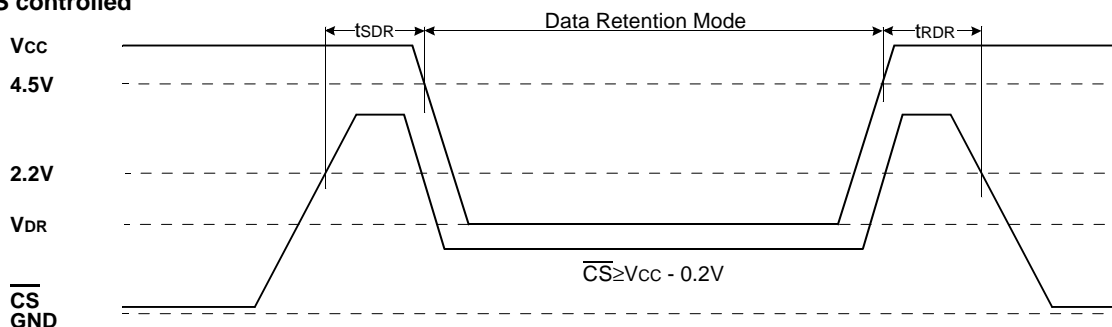 S controlled
tSDR
Data Retention Mode
tRDR
VCC
4.5V
2.2V
VDR
CS≥VCC - 0.2V
CS
GND